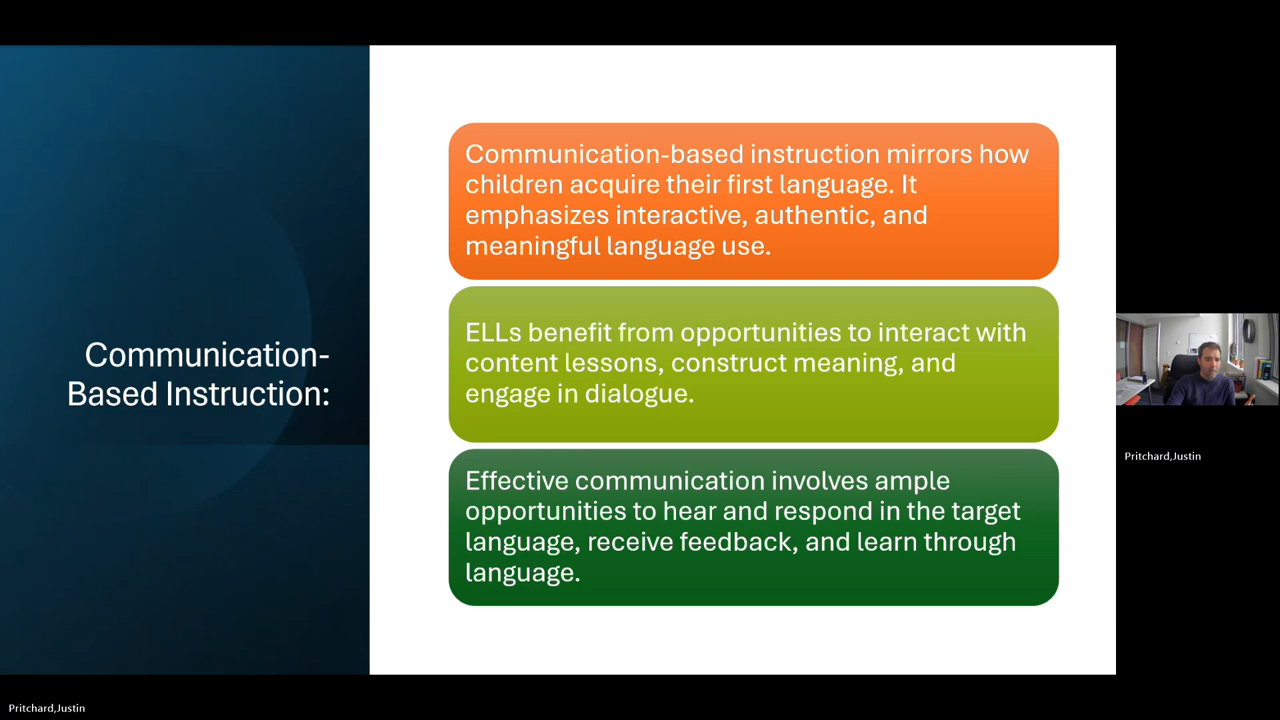 Communication-
Based Instruction:
Communication-based instruction mirrors how
children acquire their first language. It
emphasizes interactive, authentic, and
meaningful language use.
ELLs benefit from opportunities to interact with
content lessons, construct meaning, and
engage in dialogue.
Effective communication involves ample
opportunities to hear and respond in the target
language, receive feedback, and learn through
language.
Pritchard,Justin
Pritchard,Justin